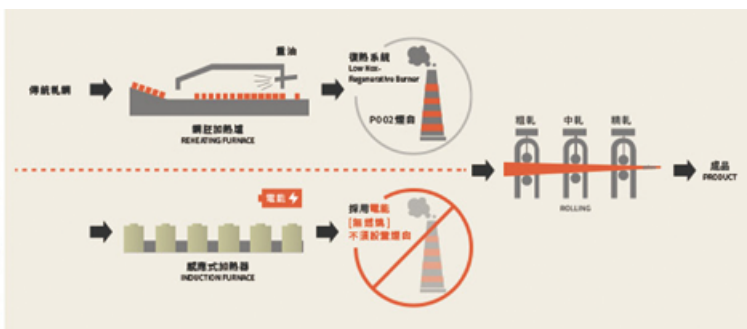 傳統軋鋼
重油
鋼胚加熱爐
REHEATING FURNACE
復熱系統
Low Nox-
Regenerative Burner
P002煙囪
粗軋
中軋
精軋
ROLLING
成品
PRODUCT
電能
感應式加熱器
INDUCTION FURNACE
採用電能
[無燃燒]
不須設置煙囪